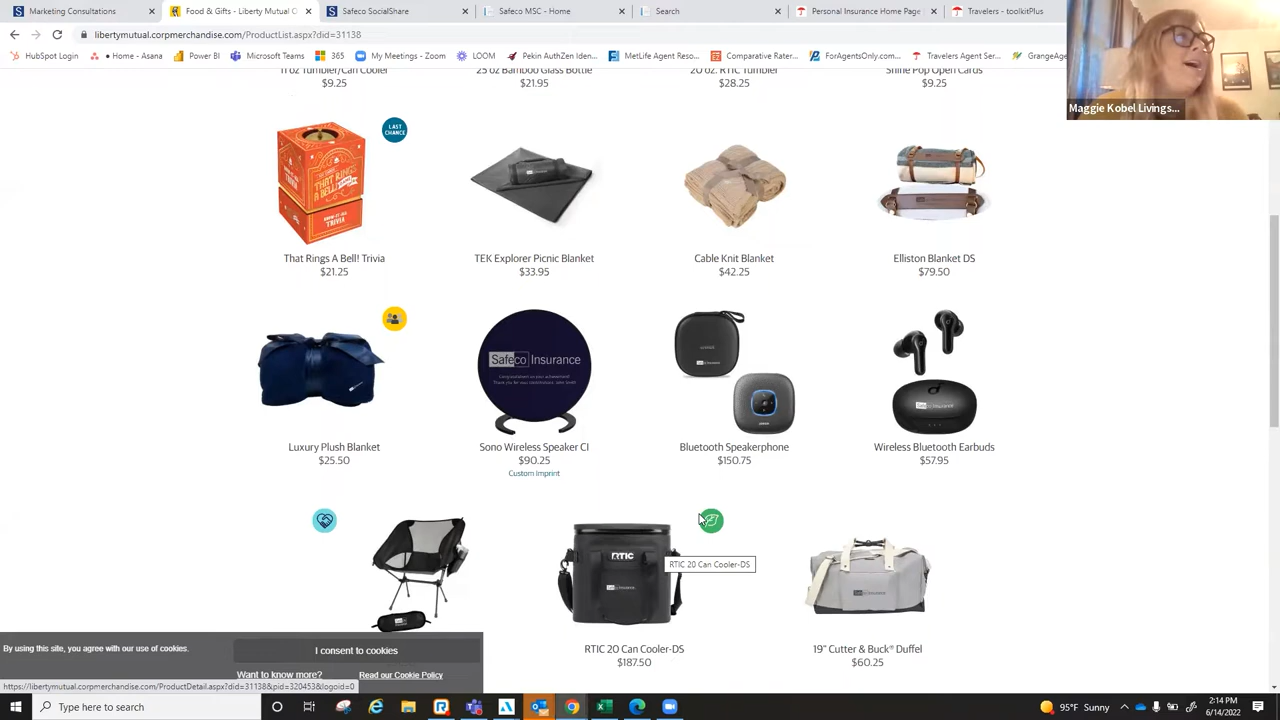 Marketing Consultations
Food & Gifts - Liberty Mutual C
Safeco SocialShare
Safeco MSC – Home
Search
Personal Insurance Home Page
Travelers - toolkitPlus
libertymutual.corpmerchandise.com/ProductList.aspx?did=31138
HubSpot Login
Home - Asana
Power BI
Microsoft Teams
365
My Meetings - Zoom
LOOM
Pekin AuthZen Iden...
MetLife Agent Reso...
Comparative Rater...
ForAgentsOnly.com...
Travelers Agent Ser...
GrangeAge
Maggie Kobel Livings...
11 oz Tumbler/Can Cooler
25 oz Bamboo Glass Bottle
20 oz. RTIC Tumbler
Shine Pop Open Cards
$9.25
$21.95
$28.25
$9.25
LAST
CHANCE
THAT RINGS
A BELL!
TRIVIA
That Rings A Bell! Trivia
TEK Explorer Picnic Blanket
Cable Knit Blanket
Elliston Blanket DS
$21.25
$33.95
$42.25
$79.50
Safeco Insurance
Congratulations on your achievement!
Luxury Plush Blanket
Sono Wireless Speaker CI
Bluetooth Speakerphone
Wireless Bluetooth Earbuds
$25.50
$90.25
$150.75
$57.95
Custom Imprint
RTIC
Safeco Insurance
RTIC 20 Can Cooler-DS
RTIC 20 Can Cooler-DS
19" Cutter & Buck® Duffel
$187.50
$60.25
By using this site, you agree with our use of cookies.
I consent to cookies
Want to know more?
Read our Cookie Policy
https://libertymutual.corpmerchandise.com/ProductDetail.aspx?did=31138&pid=320453&logoid=0
Type here to search
95°F Sunny
2:14 PM
6/14/2022